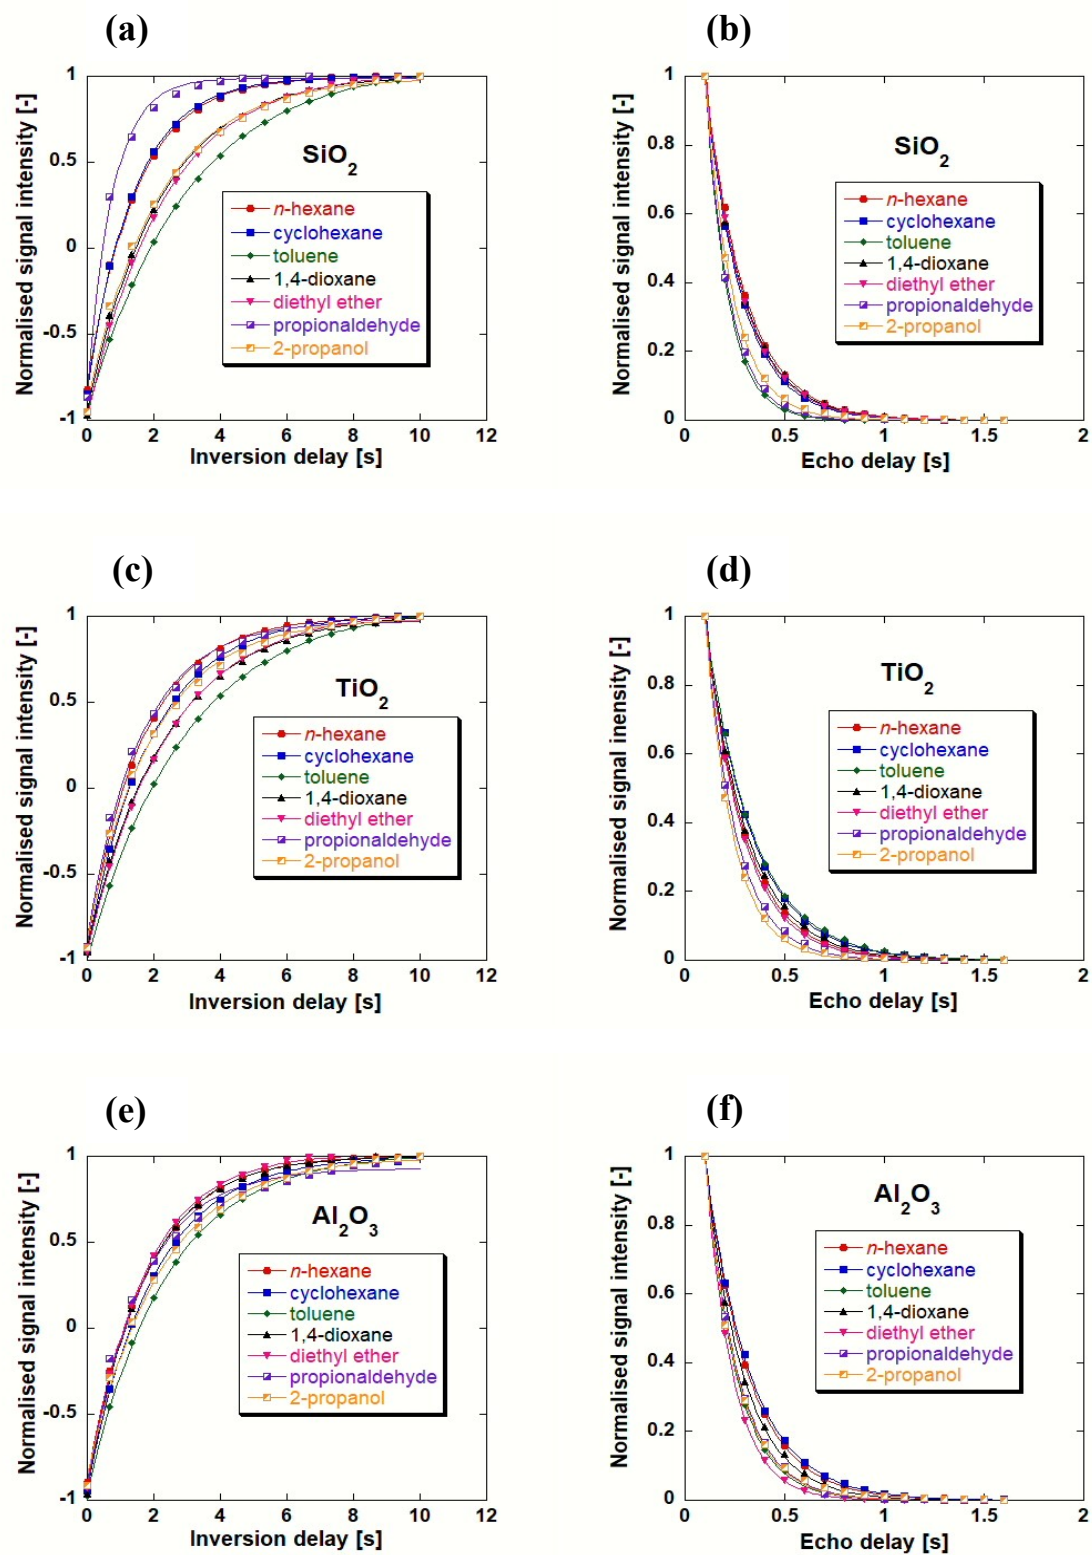 (a)
Normalised signal intensity [-]
1
0.5
0
-0.5
-1
SiO2
n-hexane
cyclohexane
toluene
1,4-dioxane
diethyl ether
propionaldehyde
2-propanol
0 2 4 6 8 10 12
Inversion delay [s]
(b)
Normalised signal intensity [-]
1
0.8
0.6
0.4
0.2
0
SiO2
n-hexane
cyclohexane
toluene
1,4-dioxane
diethyl ether
propionaldehyde
2-propanol
0 0.5 1 1.5 2
Echo delay [s]
(c)
Normalised signal intensity [-]
1
0.5
0
-0.5
-1
TiO2
n-hexane
cyclohexane
toluene
1,4-dioxane
diethyl ether
propionaldehyde
2-propanol
0 2 4 6 8 10 12
Inversion delay [s]
(d)
Normalised signal inensity [-]
1
0.8
0.6
0.4
0.2
0
TiO2
n-hexane
cyclohexane
toluene
1,4-dioxane
diethyl ether
propionaldehyde
2-propanol
0 0.5 1 1.5 2
Echo delay [s]
(e)
Normalised signal intensity [-]
1
0.5
0
-0.5
-1
Al2O3
n-hexane
cyclohexane
toluene
1,4-dioxane
diethyl ether
propionaldehyde
2-propanol
0 2 4 6 8 10 12
Inversion delay [s]
(f)
Normalised signal intensity [-]
1
0.8
0.6
0.4
0.2
0
Al2O3
n-hexane
cyclohexane
toluene
1,4-dioxane
diethyl ether
propionaldehyde
2-propanol
0 0.5 1 1.5 2
Echo delay [s]